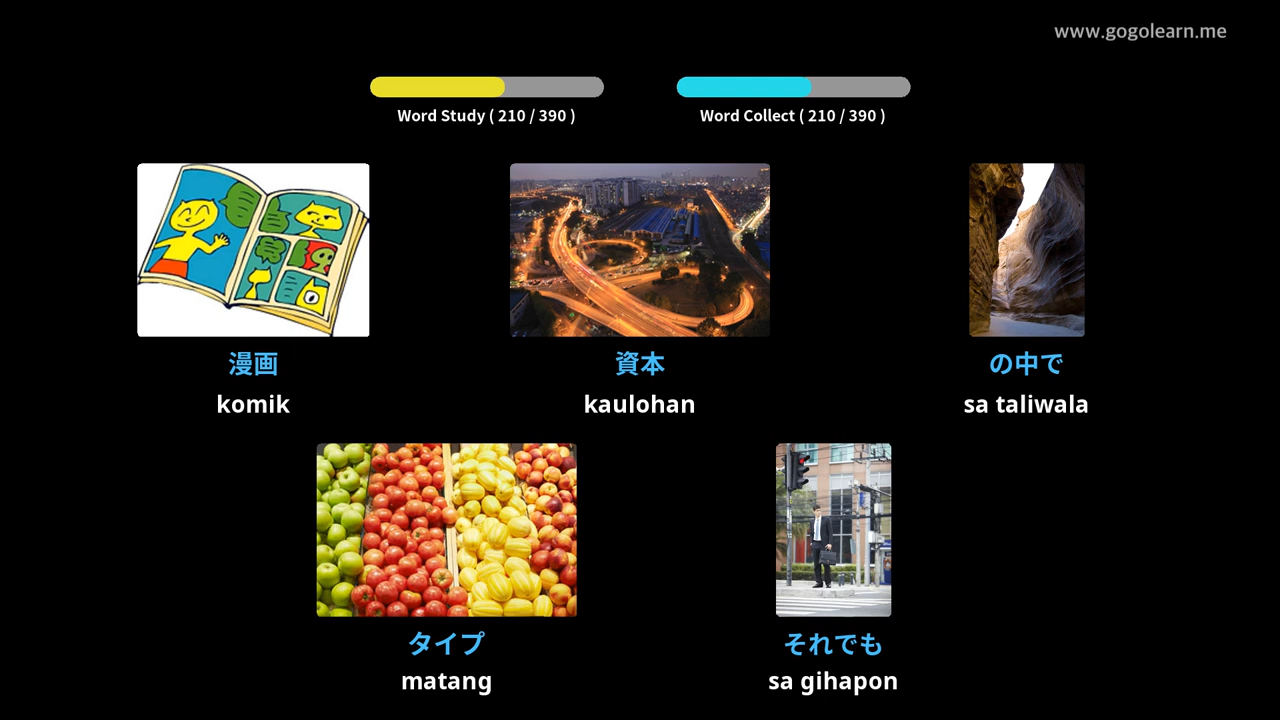 www.gogolearn.me
Word Study ( 210 / 390 )
Word Collect ( 210 / 390 )
漫画
komik
資本
kaulohan
の中で
sa taliwala
タイプ
matang
それでも
sa gihapon